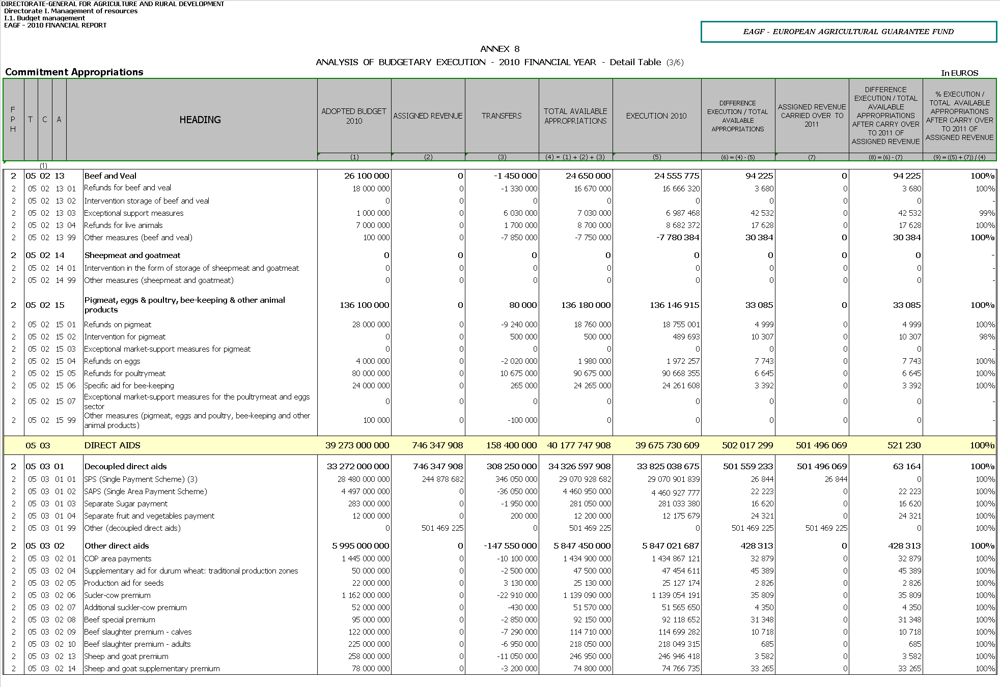 DIRECTORATE-GENERAL FOR AGRICULTURE AND RURAL DEVELOPMENT
Directorate I. Management of resources
I.1. Budget management
EAGF - 2010 FINANCIAL REPORT
EAGF - EUROPEAN AGRICULTURAL GUARANTEE FUND
ANNEX 8
ANALYSIS OF BUDGETARY EXECUTION - 2010 FINANCIAL YEAR - Detail Table (3/6)
Commitment Appropriations In EUROS
F P H T C A HEADING ADOPTED BUDGET 2010 ASSIGNED REVENUE TRANSFERS TOTAL AVAILABLE APPROPRIATIONS EXECUTION 2010 DIFFERENCE EXECUTION / TOTAL AVAILABLE APPROPRIATIONS ASSIGNED REVENUE CARRIED OVER TO 2011 DIFFERENCE EXECUTION / TOTAL AVAILABLE APPROPRIATIONS AFTER CARRY OVER TO 2011 OF ASSIGNED REVENUE % EXECUTION / TOTAL AVAILABLE APPROPRIATIONS AFTER CARRY OVER TO 2011 OF ASSIGNED REVENUE
(1) (2) (3) (4) = (1) + (2) + (3) (5) (6) = (4) - (5) (7) (8) = (6) - (7) (9) = ((5) + (7)) / (4)
(1)
2 05 02 13 Beef and Veal 26 100 000 0 -1 450 000 24 650 000 24 555 775 94 225 0 94 225 100%
2 05 02 13 01 Refunds for beef and veal 18 000 000 0 -1 330 000 16 670 000 16 666 320 3 680 0 3 680 100%
2 05 02 13 02 Intervention storage of beef and veal 0 0 0 0 0 0 0 0 -
2 05 02 13 03 Exceptional support measures 1 000 000 0 6 030 000 7 030 000 6 987 468 42 532 0 42 532 99%
2 05 02 13 04 Refunds for live animals 7 000 000 0 1 700 000 8 700 000 8 682 372 17 628 0 17 628 100%
2 05 02 13 99 Other measures (beef and veal) 100 000 0 -7 850 000 -7 750 000 -7 780 384 30 384 0 30 384 100%
2 05 02 14 Sheepmeat and goatmeat 0 0 0 0 0 0 0 0 -
2 05 02 14 01 Intervention in the form of storage of sheepmeat and goatmeat 0 0 0 0 0 0 0 0 -
2 05 02 14 99 Other measures (sheepmeat and goatmeat) 0 0 0 0 0 0 0 0 -
2 05 02 15 Pigmeat, eggs & poultry, bee-keeping & other animal products 136 100 000 0 80 000 136 180 000 136 146 915 33 085 0 33 085 100%
2 05 02 15 01 Refunds on pigmeat 28 000 000 0 -9 240 000 18 760 000 18 755 001 4 999 0 4 999 100%
2 05 02 15 02 Intervention for pigmeat 0 0 500 000 500 000 489 693 10 307 0 10 307 98%
2 05 02 15 03 Exceptional market-support measures for pigmeat 0 0 0 0 0 0 0 0 -
2 05 02 15 04 Refunds on eggs 4 000 000 0 -2 020 000 1 980 000 1 972 257 7 743 0 7 743 100%
2 05 02 15 05 Refunds for poultrymeat 80 000 000 0 10 675 000 90 675 000 90 668 355 6 645 0 6 645 100%
2 05 02 15 06 Specific aid for bee-keeping 24 000 000 0 265 000 24 265 000 24 261 608 3 392 0 3 392 100%
2 05 02 15 07 Exceptional market-support measures for the poultrymeat and eggs sector 0 0 0 0 0 0 0 0 -
2 05 02 15 99 Other measures (pigmeat, eggs and poultry, bee-keeping and other animal products) 100 000 0 -100 000 0 0 0 0 0 -
05 03 DIRECT AIDS 39 273 000 000 746 347 908 158 400 000 40 177 747 908 39 675 730 609 502 017 299 501 496 069 521 230 100%
2 05 03 01 Decoupled direct aids 33 272 000 000 746 347 908 308 250 000 34 326 597 908 33 825 038 675 501 559 233 501 496 069 63 164 100%
2 05 03 01 01 SPS (Single Payment Scheme) (3) 28 480 000 000 244 878 682 346 050 000 29 070 928 682 29 070 901 839 26 844 26 844 0 100%
2 05 03 01 02 SAPS (Single Area Payment Scheme) 4 497 000 000 0 -36 050 000 4 460 950 000 4 460 927 777 22 223 0 22 223 100%
2 05 03 01 03 Separate Sugar payment 283 000 000 0 -1 950 000 281 050 000 281 033 380 16 620 0 16 620 100%
2 05 03 01 04 Separate fruit and vegetables payment 12 000 000 0 200 000 12 200 000 12 175 679 24 321 0 24 321 100%
2 05 03 01 99 Other (decoupled direct aids) 0 501 469 225 0 501 469 225 0 501 469 225 501 469 225 0 100%
2 05 03 02 Other direct aids 5 995 000 000 0 -147 550 000 5 847 450 000 5 847 021 687 428 313 0 428 313 100%
2 05 03 02 01 COP area payments 1 445 000 000 0 -10 100 000 1 434 900 000 1 434 867 121 32 879 0 32 879 100%
2 05 03 02 04 Supplementary aid for durum wheat: traditional production zones 50 000 000 0 -2 500 000 47 500 000 47 454 611 45 389 0 45 389 100%
2 05 03 02 05 Production aid for seeds 22 000 000 0 3 130 000 25 130 000 25 127 174 2 826 0 2 826 100%
2 05 03 02 06 Sucler-cow premium 1 162 000 000 0 -22 910 000 1 139 090 000 1 139 054 191 35 809 0 35 809 100%
2 05 03 02 07 Additional suckler-cow premium 52 000 000 0 -430 000 51 570 000 51 565 650 4 350 0 4 350 100%
2 05 03 02 08 Beef special premium 95 000 000 0 -2 850 000 92 150 000 92 118 652 31 348 0 31 348 100%
2 05 03 02 09 Beef slaughter premium - calves 122 000 000 0 -7 290 000 114 710 000 114 699 282 10 718 0 10 718 100%
2 05 03 02 10 Beef slaughter premium - adults 225 000 000 0 -6 950 000 218 050 000 218 049 315 685 0 685 100%
2 05 03 02 13 Sheep and goat premium 258 000 000 0 -11 050 000 246 950 000 246 946 418 3 582 0 3 582 100%
2 05 03 02 14 Sheep and goat supplementary premium 78 000 000 0 -3 200 000 74 800 000 74 766 735 33 265 0 33 265 100%